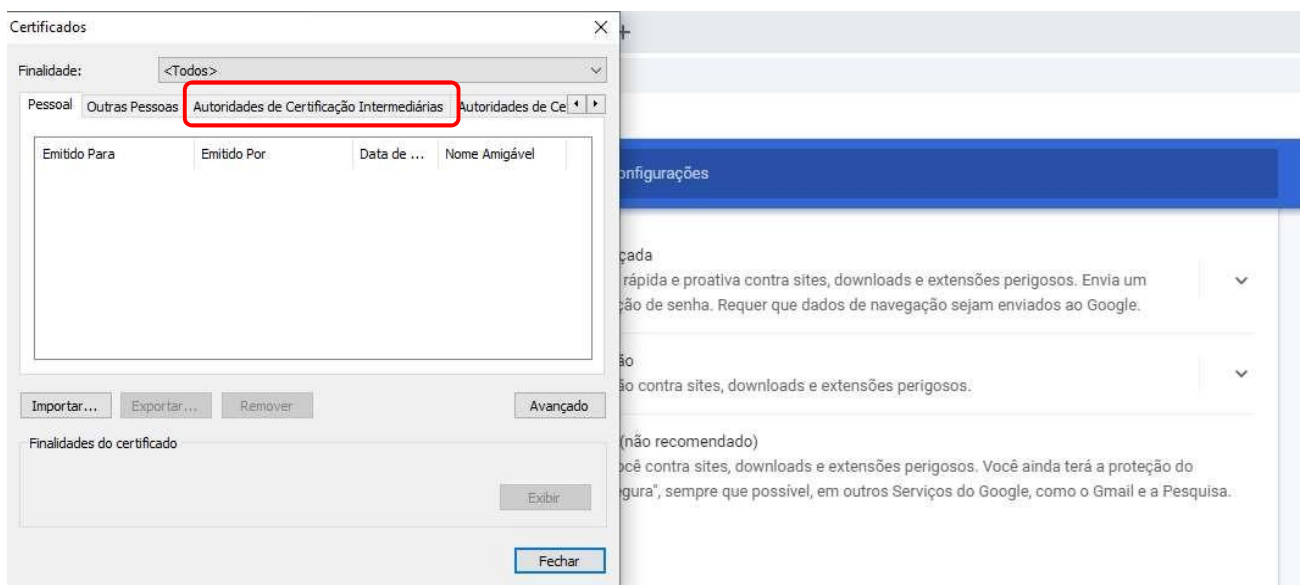 Certificados
Finalidade: <Todos>
Pessoal Outras Pessoas Autoridades de Certificação Intermediárias Autoridades de Ce
Emitido Para Emitido Por Data de ... Nome Amigável
Importar... Exportar... Remover Avançado
Finalidades do certificado
Exibir
Fechar
onfigurações
çada
rápida e proativa contra sites, downloads e extensões perigosos. Envia um
ção de senha. Requer que dados de navegação sejam enviados ao Google.
ão
ão contra sites, downloads e extensões perigosos.
(não recomendado)
ocê contra sites, downloads e extensões perigosos. Você ainda terá a proteção do
egura", sempre que possível, em outros Serviços do Google, como o Gmail e a Pesquisa.